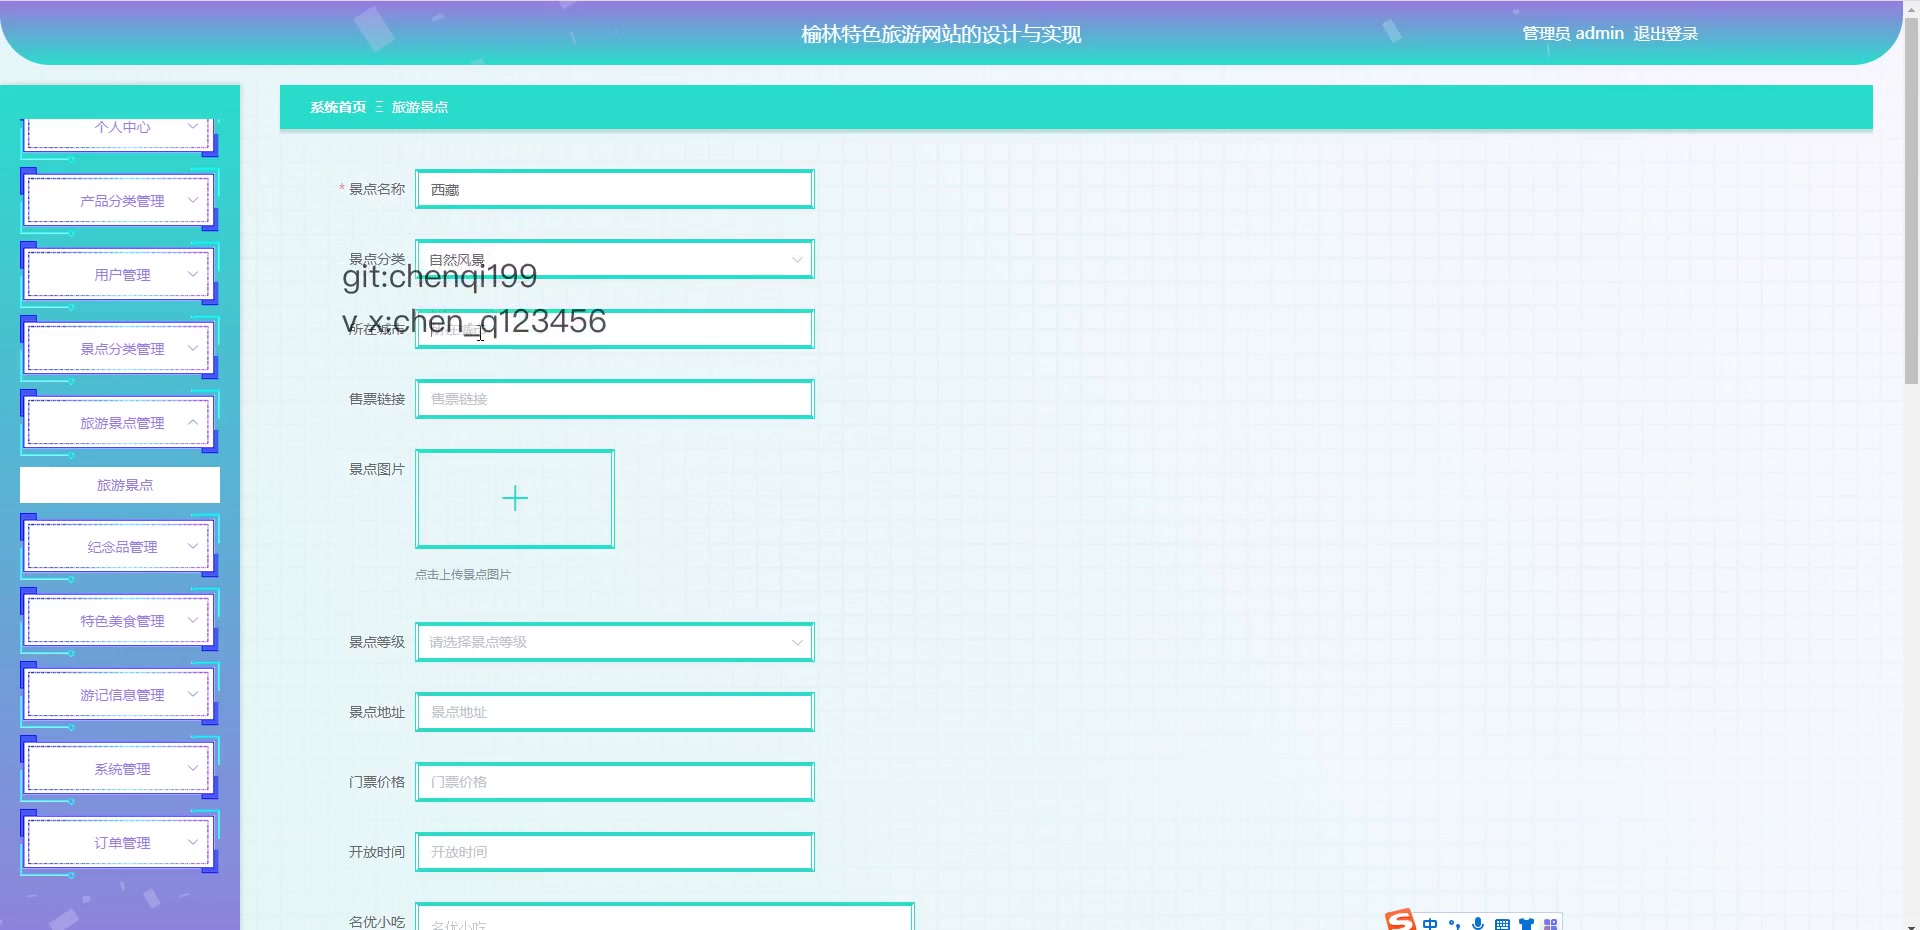 榆林特色旅游网站的设计与实现
管理员 admin 退出登录
系统首页 Ξ 旅游景点
个人中心
产品分类管理
用户管理
景点分类管理
旅游景点管理
旅游景点
纪念品管理
特色美食管理
游记信息管理
系统管理
订单管理
* 景点名称 西藏
景点分类 自然风景
git:chenqi199
所在城市 所在城市
v x:chen_q123456
售票链接 售票链接
景点图片
点击上传景点图片
景点等级 请选择景点等级
景点地址 景点地址
门票价格 门票价格
开放时间 开放时间
名优小吃 名优小吃
中